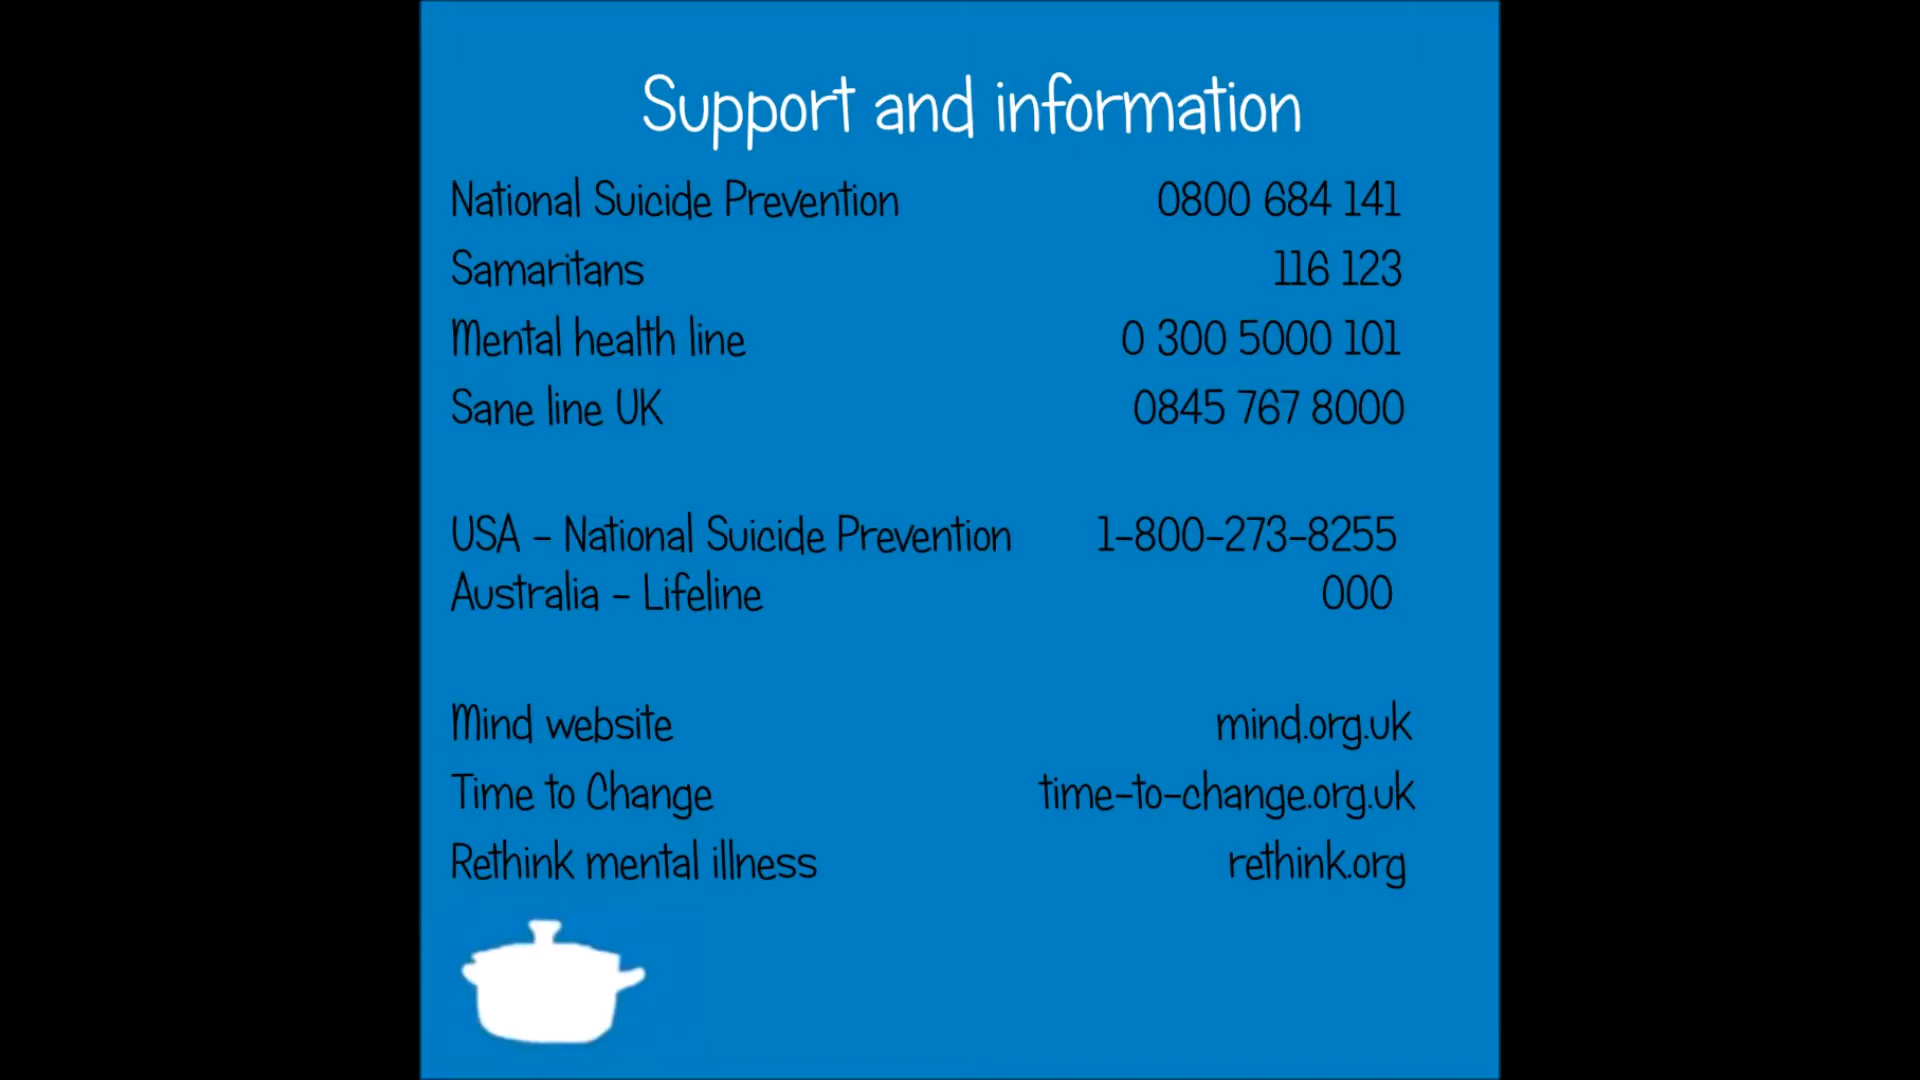 Support and information
National Suicide Prevention 0800 684 141
Samaritans 116 123
Mental health line 0 300 5000 101
Sane line UK 0845 767 8000
USA - National Suicide Prevention 1-800-273-8255
Australia - Lifeline 000
Mind website mind.org.uk
Time to Change time-to-change.org.uk
Rethink mental illness rethink.org